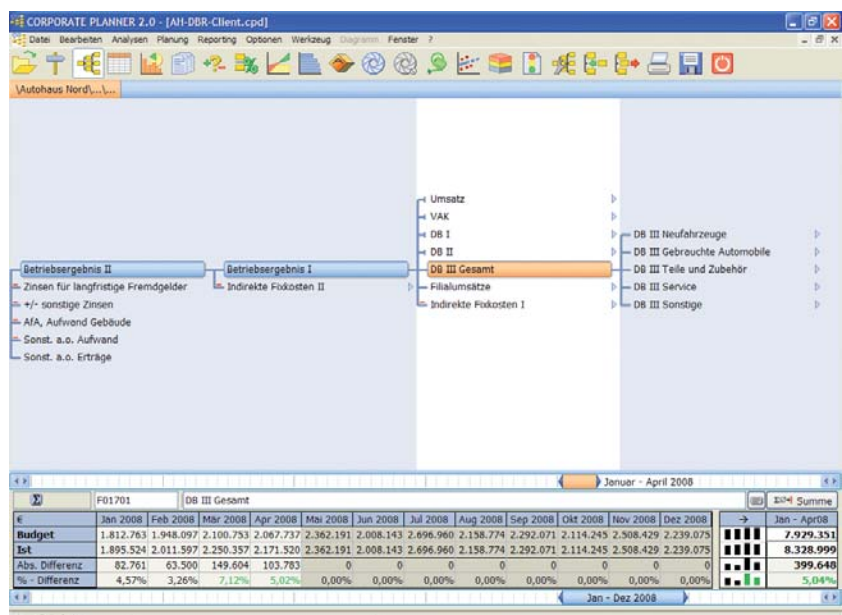 CORPORATE PLANNER 2.0 - [AH-DBR-Client.cpd]
Datei Bearbeiten Analysen Planung Reporting Optionen Werkzeug Diagramm Fenster ?
\Autohaus Nord\...\...
Umsatz
VAK
DB I
DB III Neufahrzeuge
DB II
DB III Gebrauchte Automobile
Betriebsergebnis II
Betriebsergebnis I
DB III Gesamt
DB III Teile und Zubehör
Zinsen für langfristige Fremdgelder
Indirekte Fixkosten II
Filialumsätze
DB III Service
+/- sonstige Zinsen
Indirekte Fixkosten I
DB III Sonstige
AfA, Aufwand Gebäude
Sonst. a.o. Aufwand
Sonst. a.o. Erträge
Januar - April 2008
Σ F01701 DB III Gesamt Summe
€ Jan 2008 Feb 2008 Mär 2008 Apr 2008 Mai 2008 Jun 2008 Jul 2008 Aug 2008 Sep 2008 Okt 2008 Nov 2008 Dez 2008 → Jan - Apr08
Budget 1.812.763 1.948.097 2.100.753 2.067.737 2.362.191 2.008.143 2.696.960 2.158.774 2.292.071 2.114.245 2.508.429 2.239.075 7.929.351
Ist 1.895.524 2.011.597 2.250.357 2.171.520 2.362.191 2.008.143 2.696.960 2.158.774 2.292.071 2.114.245 2.508.429 2.239.075 8.328.999
Abs. Differenz 82.761 63.500 149.604 103.783 0 0 0 0 0 0 0 0 399.648
% - Differenz 4,57% 3,26% 7,12% 5,02% 0,00% 0,00% 0,00% 0,00% 0,00% 0,00% 0,00% 0,00% 5,04%
Jan - Dez 2008